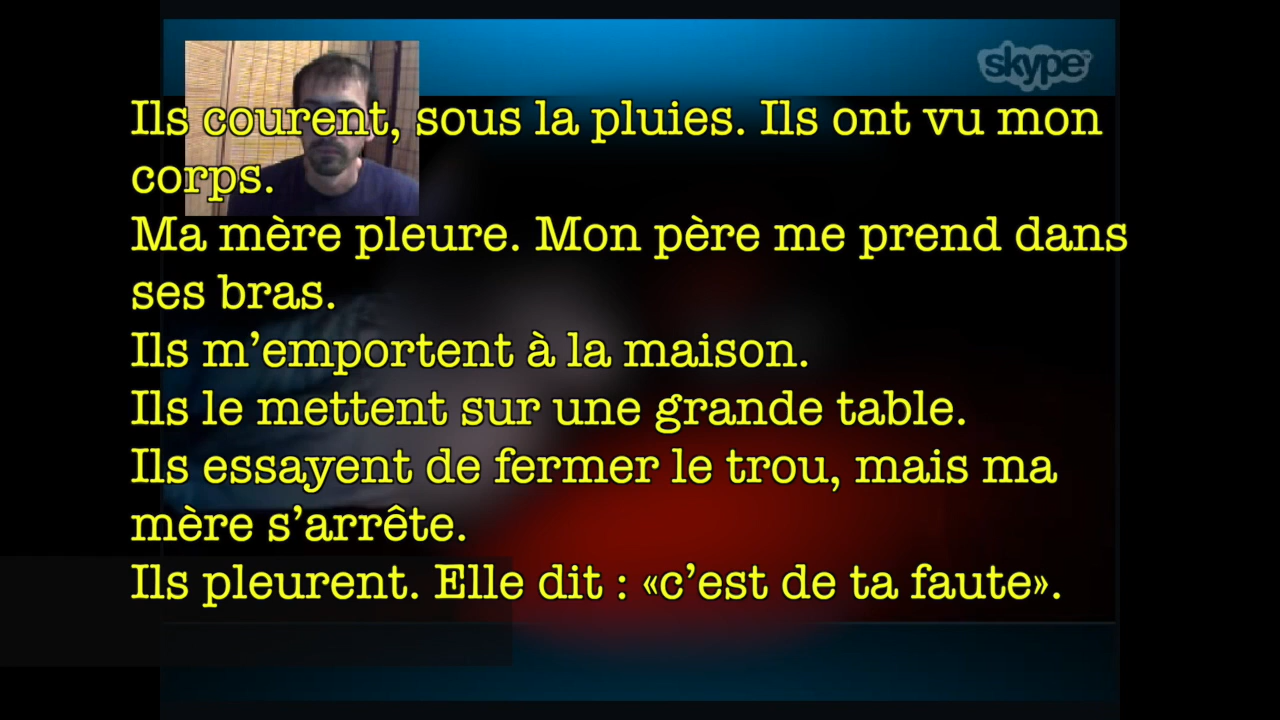 skype
Ils courent, sous la pluies. Ils ont vu mon
corps.
Ma mère pleure. Mon père me prend dans
ses bras.
Ils m’emportent à la maison.
Ils le mettent sur une grande table.
Ils essayent de fermer le trou, mais ma
mère s’arrête.
Ils pleurent. Elle dit : «c’est de ta faute».